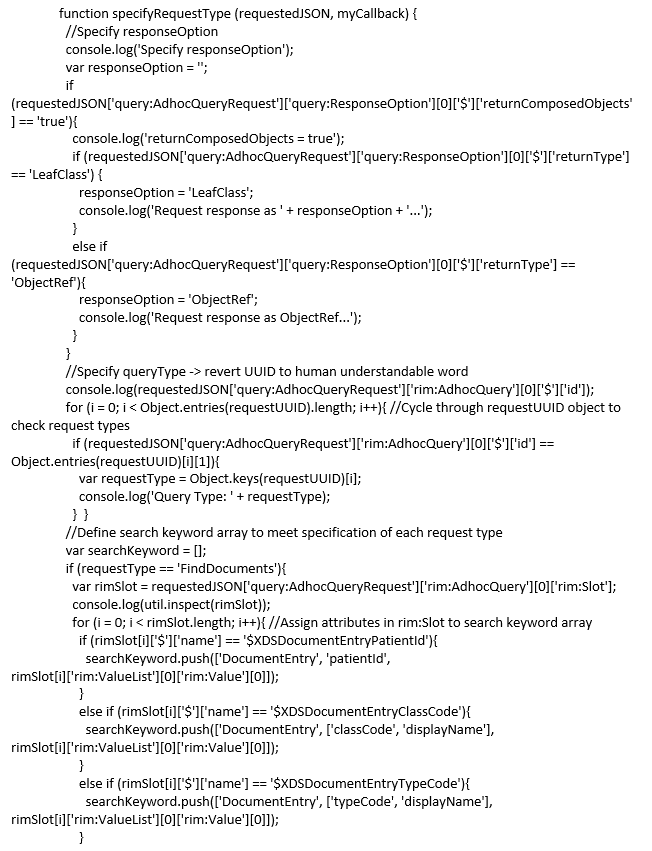 function specifyRequestType (requestedJSON, myCallback) {
//Specify responseOption
console.log('Specify responseOption');
var responseOption = '';
if
(requestedJSON['query:AdhocQueryRequest']['query:ResponseOption'][0]['$']['returnComposedObjects'
] == 'true'){
console.log('returnComposedObjects = true');
if (requestedJSON['query:AdhocQueryRequest']['query:ResponseOption'][0]['$']['returnType']
== 'LeafClass') {
responseOption = 'LeafClass';
console.log('Request response as ' + responseOption + '...');
}
else if
(requestedJSON['query:AdhocQueryRequest']['query:ResponseOption'][0]['$']['returnType'] ==
'ObjectRef'){
responseOption = 'ObjectRef';
console.log('Request response as ObjectRef...');
}
}
//Specify queryType -> revert UUID to human understandable word
console.log(requestedJSON['query:AdhocQueryRequest']['rim:AdhocQuery'][0]['$']['id']);
for (i = 0; i < Object.entries(requestUUID).length; i++){ //Cycle through requestUUID object to
check request types
if (requestedJSON['query:AdhocQueryRequest']['rim:AdhocQuery'][0]['$']['id'] ==
Object.entries(requestUUID)[i][1]){
var requestType = Object.keys(requestUUID)[i];
console.log('Query Type: ' + requestType);
} }
//Define search keyword array to meet specification of each request type
var searchKeyword = [];
if (requestType == 'FindDocuments'){
var rimSlot = requestedJSON['query:AdhocQueryRequest']['rim:AdhocQuery'][0]['rim:Slot'];
console.log(util.inspect(rimSlot));
for (i = 0; i < rimSlot.length; i++){ //Assign attributes in rim:Slot to search keyword array
if (rimSlot[i]['$']['name'] == '$XDSDocumentEntryPatientId'){
searchKeyword.push(['DocumentEntry', 'patientId',
rimSlot[i]['rim:ValueList'][0]['rim:Value'][0]]);
}
else if (rimSlot[i]['$']['name'] == '$XDSDocumentEntryClassCode'){
searchKeyword.push(['DocumentEntry', ['classCode', 'displayName'],
rimSlot[i]['rim:ValueList'][0]['rim:Value'][0]]);
}
else if (rimSlot[i]['$']['name'] == '$XDSDocumentEntryTypeCode'){
searchKeyword.push(['DocumentEntry', ['typeCode', 'displayName'],
rimSlot[i]['rim:ValueList'][0]['rim:Value'][0]]);
}